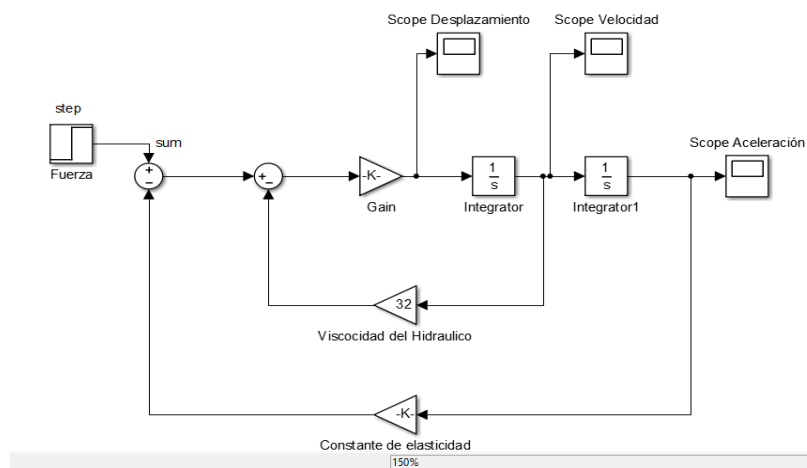 Scope Desplazamiento
Scope Velocidad
step
sum
Scope Aceleración
Fuerza
+
−
+
−
-K-
Gain
1
s
Integrator
1
s
Integrator1
32
Viscocidad del Hidraulico
-K-
Constante de elasticidad
150%